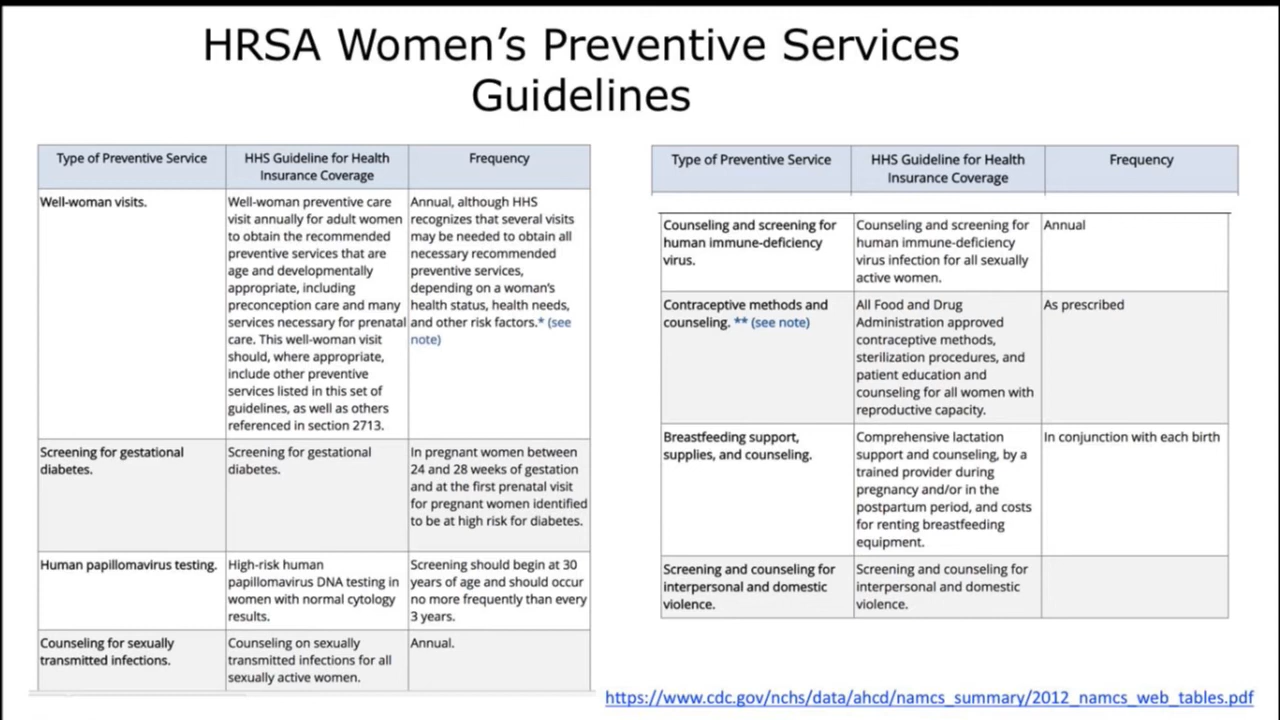 HRSA Women's Preventive Services
Guidelines
Type of Preventive Service
HHS Guideline for Health
Insurance Coverage
Frequency
Well-woman visits.
Well-woman preventive care
visit annually for adult women
to obtain the recommended
preventive services that are
age and developmentally
appropriate, including
preconception care and many
services necessary for prenatal
care. This well-woman visit
should, where appropriate,
include other preventive
services listed in this set of
guidelines, as well as others
referenced in section 2713.
Annual, although HHS
recognizes that several visits
may be needed to obtain all
necessary recommended
preventive services,
depending on a woman's
health status, health needs,
and other risk factors.* (see
note)
Screening for gestational
diabetes.
Screening for gestational
diabetes.
In pregnant women between
24 and 28 weeks of gestation
and at the first prenatal visit
for pregnant women identified
to be at high risk for diabetes.
Human papillomavirus testing.
High-risk human
papillomavirus DNA testing in
women with normal cytology
results.
Screening should begin at 30
years of age and should occur
no more frequently than every
3 years.
Counseling for sexually
transmitted infections.
Counseling on sexually
transmitted infections for all
sexually active women.
Annual.
Type of Preventive Service
HHS Guideline for Health
Insurance Coverage
Frequency
Counseling and screening for
human immune-deficiency
virus.
Counseling and screening for
human immune-deficiency
virus infection for all sexually
active women.
Annual
Contraceptive methods and
counseling. ** (see note)
All Food and Drug
Administration approved
contraceptive methods,
sterilization procedures, and
patient education and
counseling for all women with
reproductive capacity.
As prescribed
Breastfeeding support,
supplies, and counseling.
Comprehensive lactation
support and counseling, by a
trained provider during
pregnancy and/or in the
postpartum period, and costs
for renting breastfeeding
equipment.
In conjunction with each birth
Screening and counseling for
interpersonal and domestic
violence.
Screening and counseling for
interpersonal and domestic
violence.
https://www.cdc.gov/nchs/data/ahcd/namcs_summary/2012_namcs_web_tables.pdf